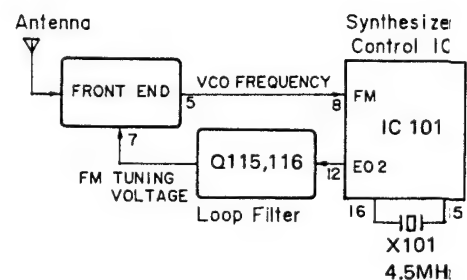 Antenna
Synthesizer
Control IC
FRONT END
5
VCO FREQUENCY
8
FM
IC 101
7
FM TUNING
VOLTAGE
Q115,116
12
EO2
Loop Filter
16
15
X101
4.5MH